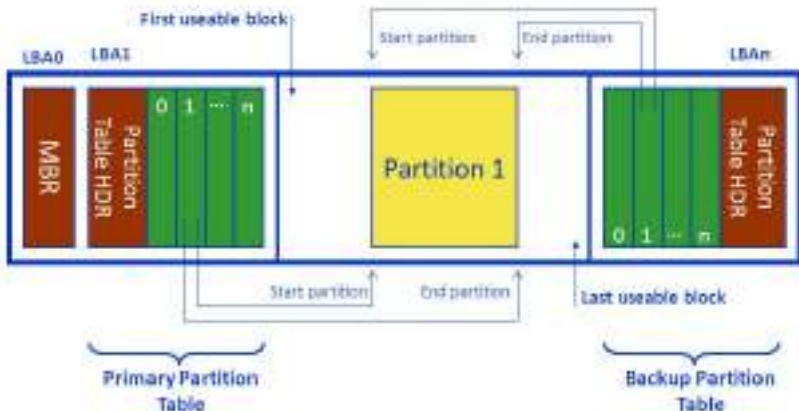 First useable block
Start partition
End partition
LBA0
LBA1
LBAn
MBR
Partition
Table HDR
0 1 ... n
Partition 1
0 1 ... n
Partition
Table HDR
Start partition
End partition
Last useable block
Primary Partition
Table
Backup Partition
Table